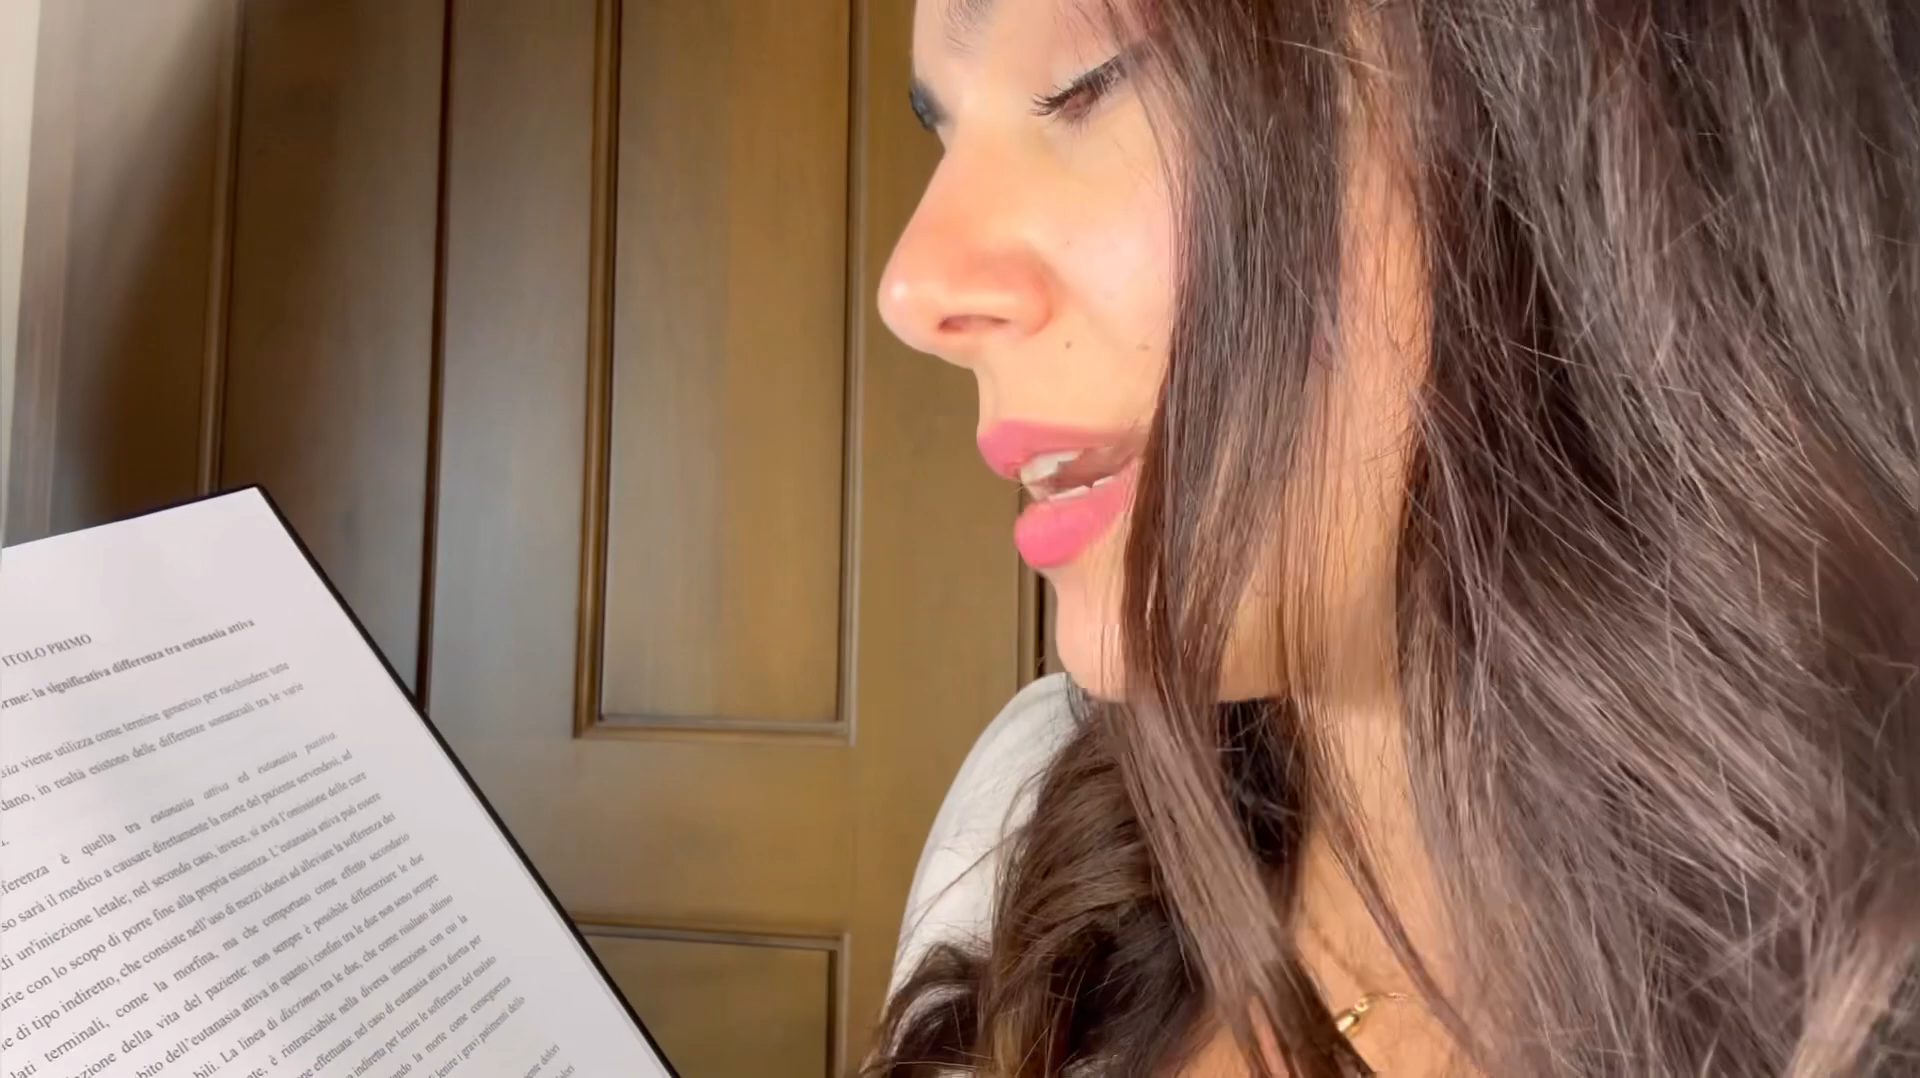 ITOLO PRIMO
rme: la significativa differenza tra eutanasia attiva
sia viene utilizza come termine generico per racchiudere tutte
dano, in realtà esistono delle differenze sostanziali tra le varie
ferenza è quella tra eutanasia attiva ed eutanasia passiva.
so sarà il medico a causare direttamente la morte del paziente servendosi, ad
di un'iniezione letale; nel secondo caso, invece, si avrà l'omissione delle cure
rie con lo scopo di porre fine alla propria esistenza. L'eutanasia attiva può essere
e di tipo indiretto, che consiste nell'uso di mezzi idonei ad alleviare la sofferenza dei
lati terminali, come la morfina, ma che comportano come effetto secondario
zione della vita del paziente: non sempre è possibile differenziare le due
bito dell'eutanasia attiva in quanto i confini tra le due non sono sempre
bili. La linea di discrimen tra le due, che come risultato ultimo
te, è rintracciabile nella diversa intenzione con cui la
ne effettuata: nel caso di eutanasia attiva diretta per
indiretta per lenire le sofferenze del malato
ando la morte come conseguenza
i lenire i gravi patimenti dello
dolori